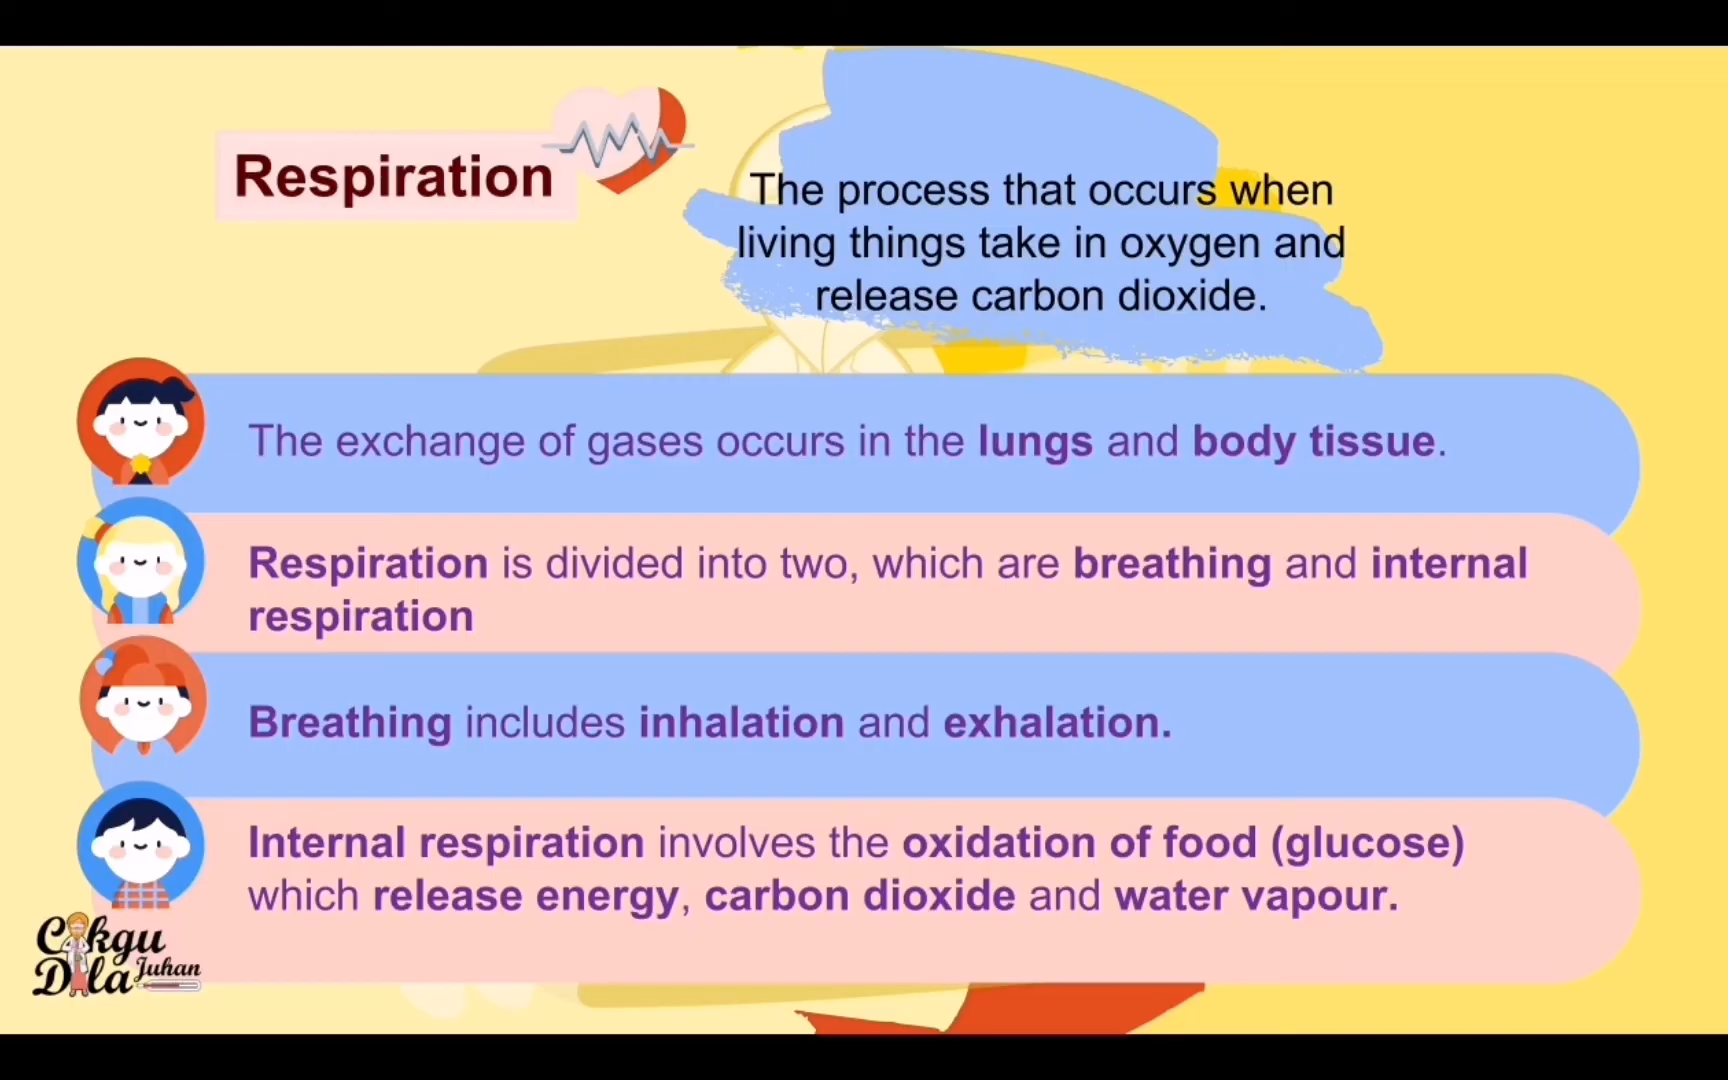 Respiration
The process that occurs when
living things take in oxygen and
release carbon dioxide.
The exchange of gases occurs in the lungs and body tissue.
Respiration is divided into two, which are breathing and internal
respiration
Breathing includes inhalation and exhalation.
Internal respiration involves the oxidation of food (glucose)
which release energy, carbon dioxide and water vapour.
Cikgu
Dila Juhan